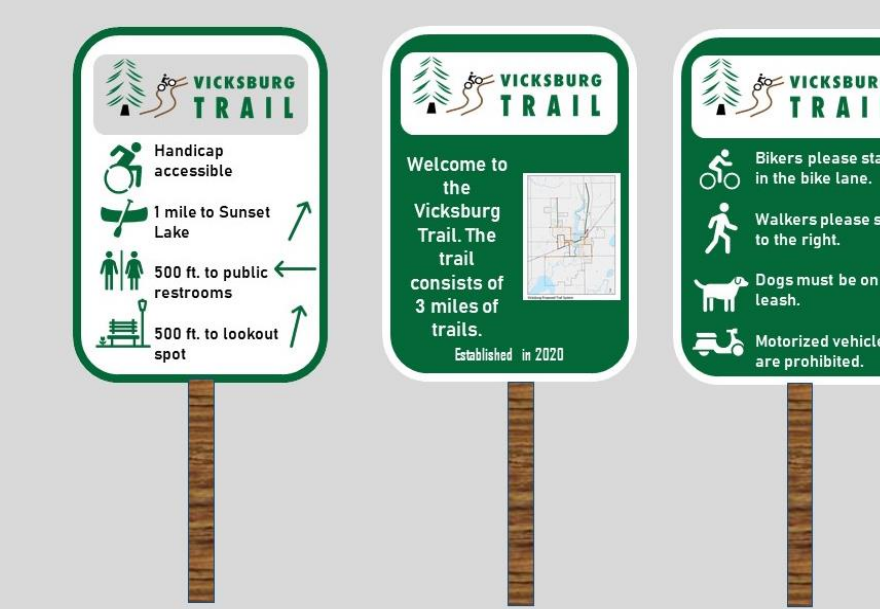 VICKSBURG
TRAIL
Handicap
accessible
1 mile to Sunset
Lake
500 ft. to public
restrooms
500 ft. to lookout
spot
VICKSBURG
TRAIL
Welcome to
the
Vicksburg
Trail. The
trail
consists of
3 miles of
trails.
Established in 2020
VICKSBUR
TRAI
Bikers please sta
in the bike lane.
Walkers please s
to the right.
Dogs must be on
leash.
Motorized vehicle
are prohibited.